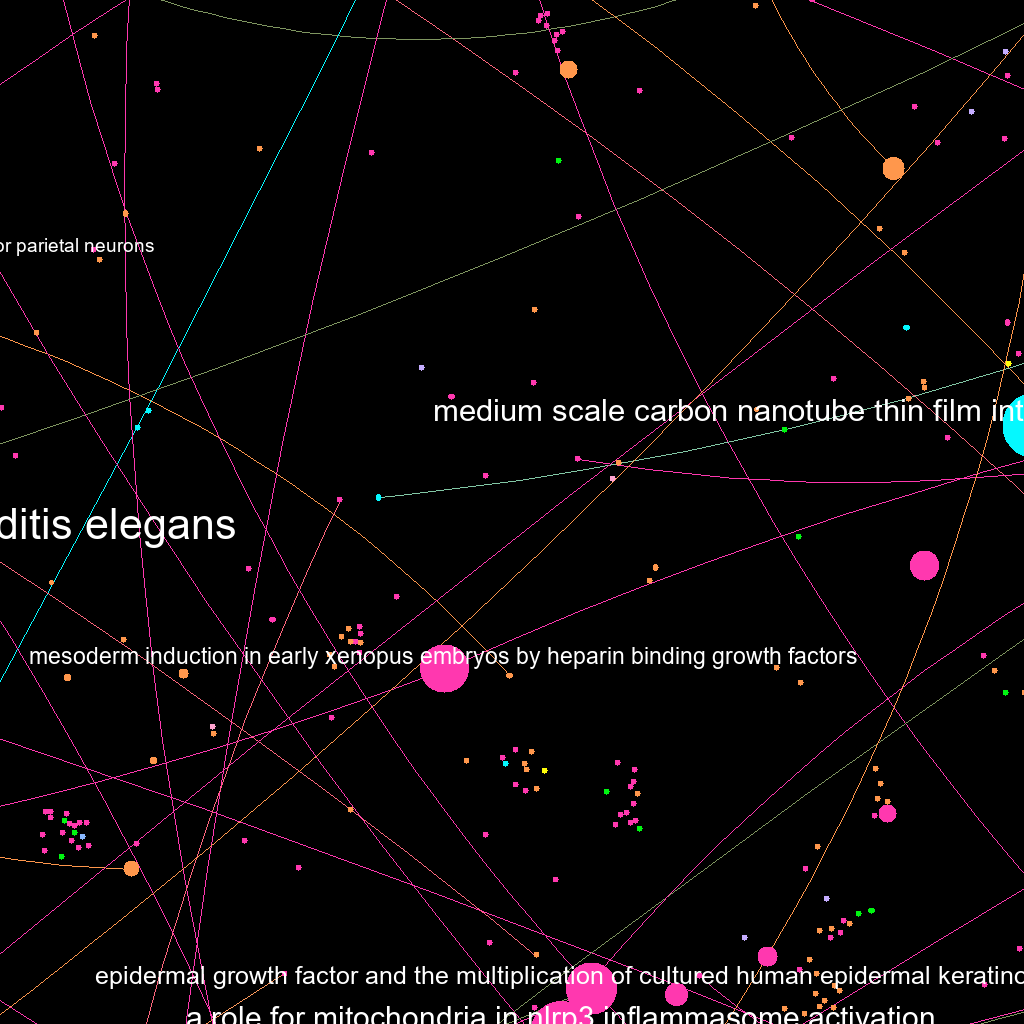 or parietal neurons
medium scale carbon nanotube thin film int
ditis elegans
mesoderm induction in early xenopus embryos by heparin binding growth factors
epidermal growth factor and the multiplication of cultured human epidermal keratino
a role for mitochondria in nlrp3 inflammasome activation